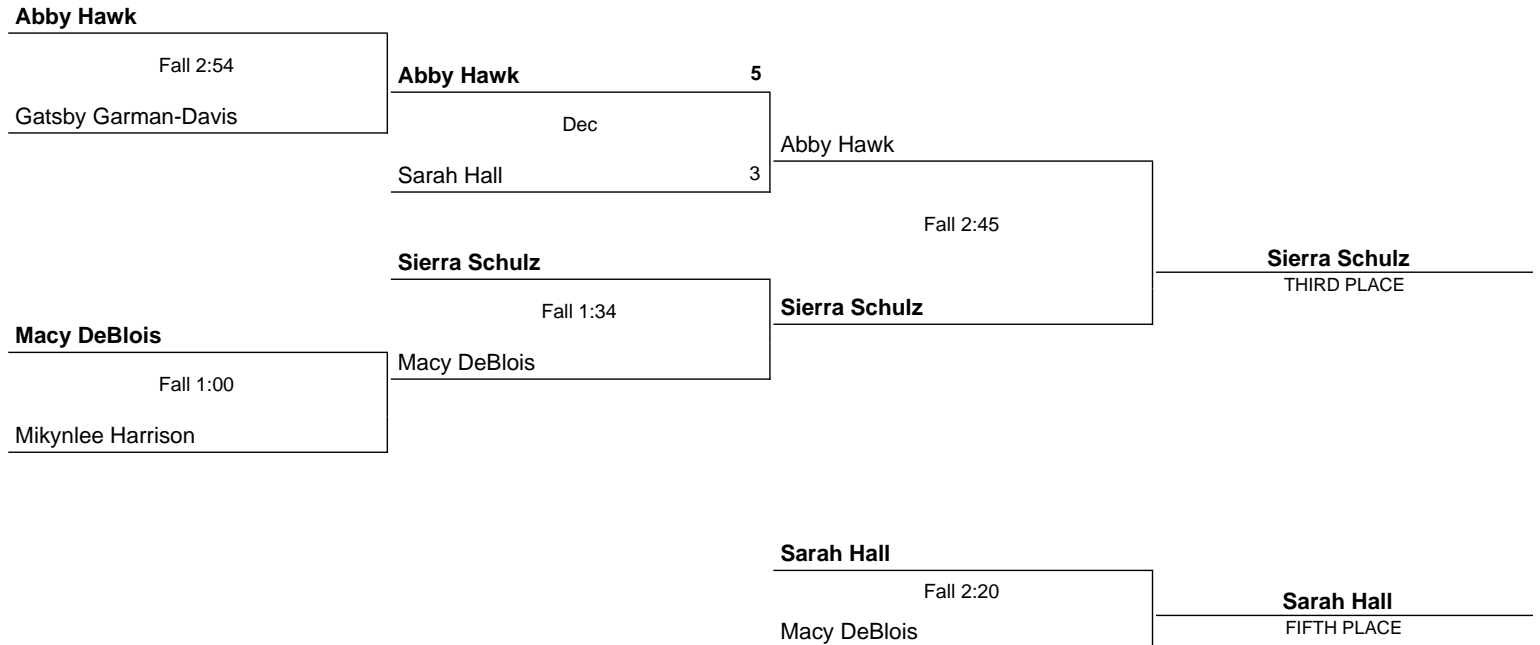 Abby Hawk
Fall 2:54
Gatsby Garman-Davis
Abby Hawk 5
Dec
Sarah Hall 3
Abby Hawk
Fall 2:45
Sierra Schulz
Sierra Schulz
THIRD PLACE
Sierra Schulz
Fall 1:34
Macy DeBlois
Macy DeBlois
Fall 1:00
Mikynlee Harrison
Sarah Hall
Fall 2:20
Macy DeBlois
Sarah Hall
FIFTH PLACE